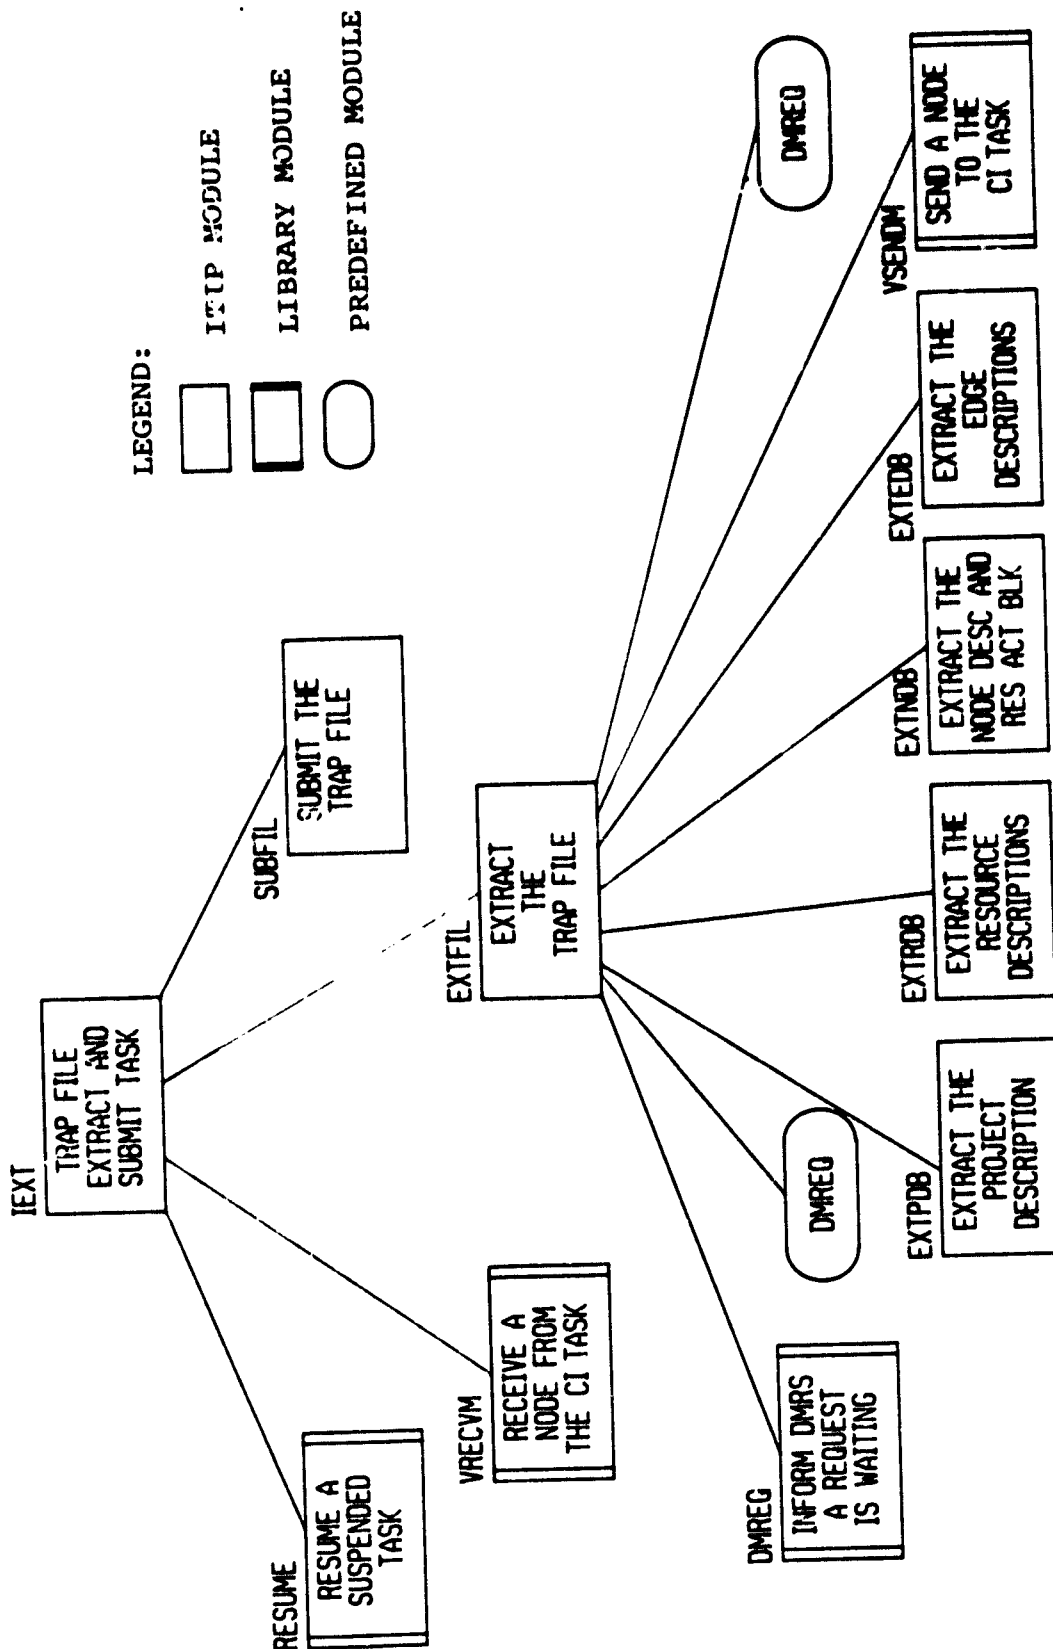 LEGEND:
MODULE
LIBRARY MODULE
PREDEFINED MODULE
IEXT
TRAP FILE
EXTRACT AND
SUBMIT TASK
RESUME
RESUME A
SUSPENDED
TASK
VRECVM
RECEIVE A
NODE FROM
THE CI TASK
SUBFIL
SUBMIT THE
TRAP FILE
EXTFIL
EXTRACT
THE
TRAP FILE
DMREG
INFORM DMRS
A REQUEST
IS WAITING
DMREQ
EXTPDB
EXTRACT THE
PROJECT
DESCRIPTION
EXTRDB
EXTRACT THE
RESOURCE
DESCRIPTIONS
EXTNDB
EXTRACT THE
NODE DESC AND
RES ACT BLK
EXTEDB
EXTRACT THE
EDGE
DESCRIPTIONS
VSENDM
SEND A NODE
TO THE
CI TASK
DMREQ